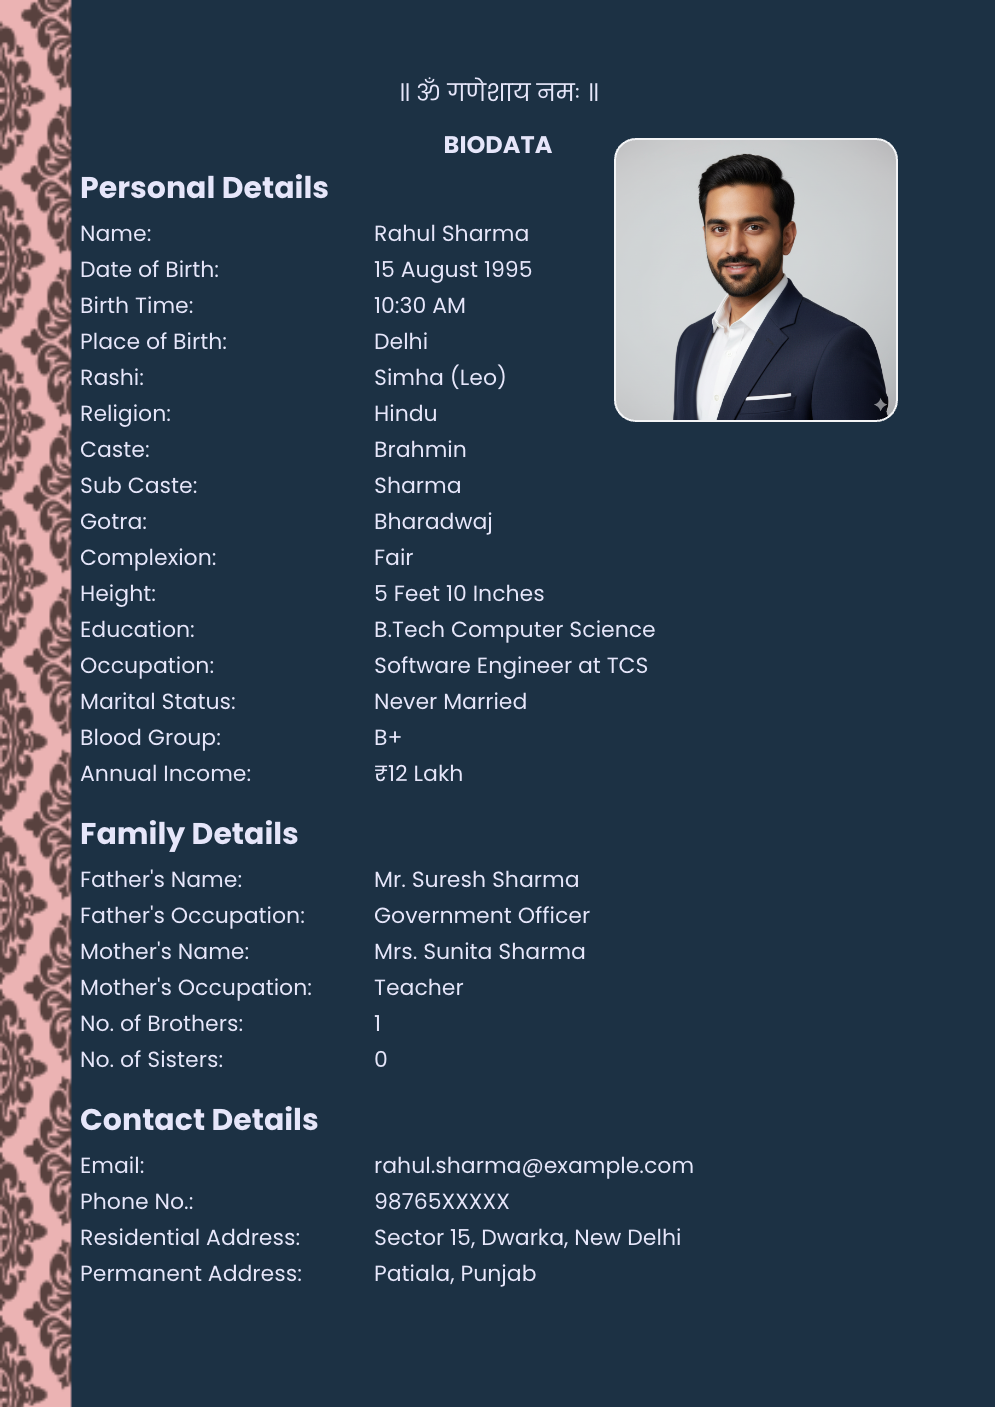 ॥ ॐ गणेशाय नमः ॥
BIODATA
Personal Details
Name: Rahul Sharma
Date of Birth: 15 August 1995
Birth Time: 10:30 AM
Place of Birth: Delhi
Rashi: Simha (Leo)
Religion: Hindu
Caste: Brahmin
Sub Caste: Sharma
Gotra: Bharadwaj
Complexion: Fair
Height: 5 Feet 10 Inches
Education: B.Tech Computer Science
Occupation: Software Engineer at TCS
Marital Status: Never Married
Blood Group: B+
Annual Income: ₹12 Lakh
Family Details
Father's Name: Mr. Suresh Sharma
Father's Occupation: Government Officer
Mother's Name: Mrs. Sunita Sharma
Mother's Occupation: Teacher
No. of Brothers: 1
No. of Sisters: 0
Contact Details
Email: rahul.sharma@example.com
Phone No.: 98765XXXXX
Residential Address: Sector 15, Dwarka, New Delhi
Permanent Address: Patiala, Punjab